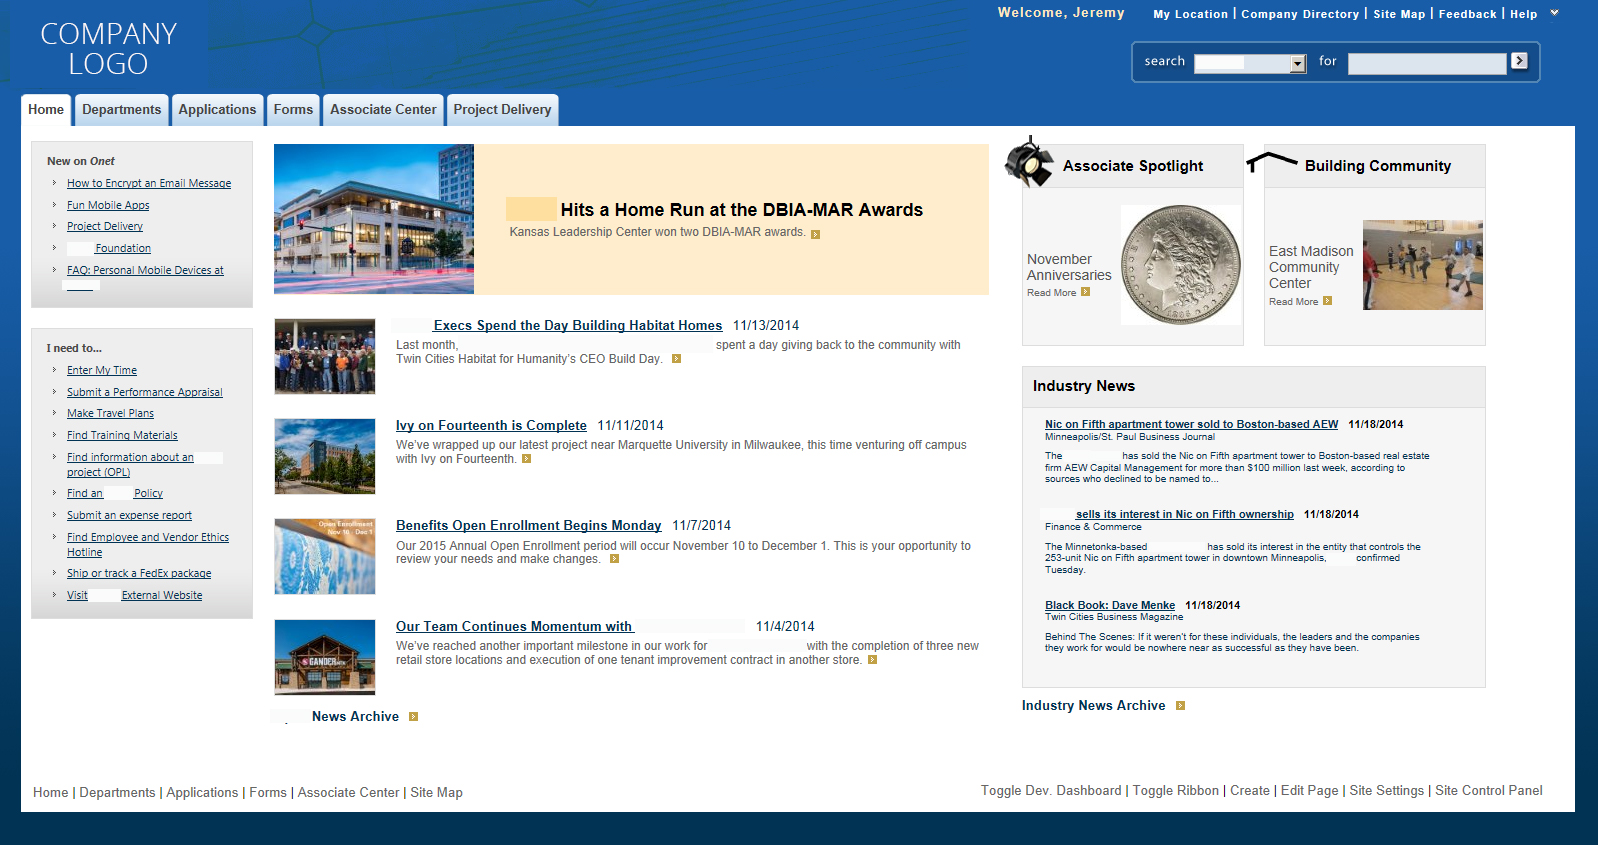 COMPANY
LOGO
Welcome, Jeremy
My Location | Company Directory | Site Map | Feedback | Help
search
for
Home
Departments
Applications
Forms
Associate Center
Project Delivery
New on Onet
How to Encrypt an Email Message
Fun Mobile Apps
Project Delivery
Foundation
FAQ: Personal Mobile Devices at
I need to...
Enter My Time
Submit a Performance Appraisal
Make Travel Plans
Find Training Materials
Find information about an
project (OPL)
Find an Policy
Submit an expense report
Find Employee and Vendor Ethics
Hotline
Ship or track a FedEx package
Visit External Website
Hits a Home Run at the DBIA-MAR Awards
Kansas Leadership Center won two DBIA-MAR awards.
Execs Spend the Day Building Habitat Homes 11/13/2014
Last month, spent a day giving back to the community with
Twin Cities Habitat for Humanity's CEO Build Day.
Ivy on Fourteenth is Complete 11/11/2014
We've wrapped up our latest project near Marquette University in Milwaukee, this time venturing off campus
with Ivy on Fourteenth.
Open Enrollment
Nov 10 - Dec 1
Benefits Open Enrollment Begins Monday 11/7/2014
Our 2015 Annual Open Enrollment period will occur November 10 to December 1. This is your opportunity to
review your needs and make changes.
GANDER
Our Team Continues Momentum with 11/4/2014
We've reached another important milestone in our work for with the completion of three new
retail store locations and execution of one tenant improvement contract in another store.
News Archive
Associate Spotlight
November
Anniversaries
Read More
Building Community
East Madison
Community
Center
Read More
Industry News
Nic on Fifth apartment tower sold to Boston-based AEW 11/18/2014
Minneapolis/St. Paul Business Journal
The has sold the Nic on Fifth apartment tower to Boston-based real estate
firm AEW Capital Management for more than $100 million last week, according to
sources who declined to be named to...
sells its interest in Nic on Fifth ownership 11/18/2014
Finance & Commerce
The Minnetonka-based has sold its interest in the entity that controls the
253-unit Nic on Fifth apartment tower in downtown Minneapolis, confirmed
Tuesday.
Black Book: Dave Menke 11/18/2014
Twin Cities Business Magazine
Behind The Scenes: If it weren't for these individuals, the leaders and the companies
they work for would be nowhere near as successful as they have been.
Industry News Archive
Home | Departments | Applications | Forms | Associate Center | Site Map
Toggle Dev. Dashboard | Toggle Ribbon | Create | Edit Page | Site Settings | Site Control Panel